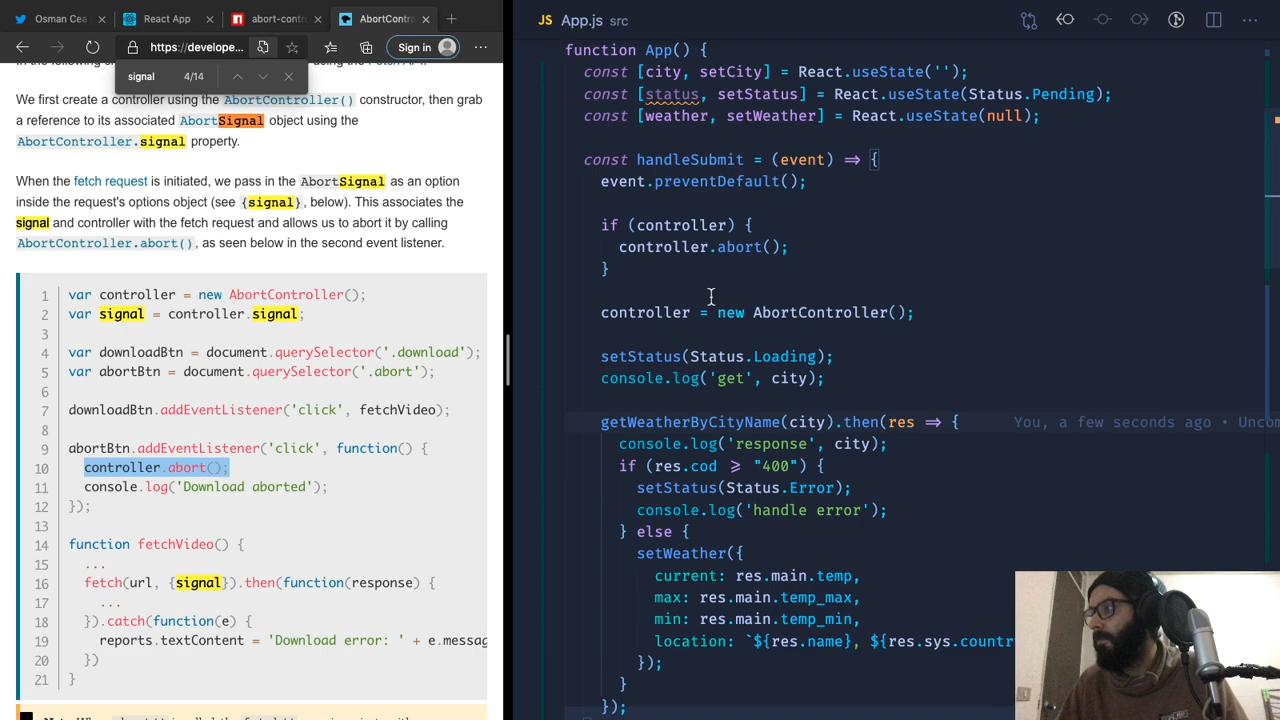 Osman Cea
React App
abort-contr
AbortContro
https://develope...
Sign in
signal
4/14
We first create a controller using the AbortController() constructor, then grab
a reference to its associated AbortSignal object using the
AbortController.signal property.
When the fetch request is initiated, we pass in the AbortSignal as an option
inside the request's options object (see {signal}, below). This associates the
signal and controller with the fetch request and allows us to abort it by calling
AbortController.abort(), as seen below in the second event listener.
1 var controller = new AbortController();
2 var signal = controller.signal;
3
4 var downloadBtn = document.querySelector('.download');
5 var abortBtn = document.querySelector('.abort');
6
7 downloadBtn.addEventListener('click', fetchVideo);
8
9 abortBtn.addEventListener('click', function() {
10 controller.abort();
11 console.log('Download aborted');
12 });
13
14 function fetchVideo() {
15 ...
16 fetch(url, {signal}).then(function(response) {
17 ...
18 }).catch(function(e) {
19 reports.textContent = 'Download error: ' + e.messag
20 })
21 }
JS App.js src
function App() {
const [city, setCity] = React.useState('');
const [status, setStatus] = React.useState(Status.Pending);
const [weather, setWeather] = React.useState(null);
const handleSubmit = (event) => {
event.preventDefault();
if (controller) {
controller.abort();
}
controller = new AbortController();
setStatus(Status.Loading);
console.log('get', city);
getWeatherByCityName(city).then(res => { You, a few seconds ago • Uncom
console.log('response', city);
if (res.cod >= "400") {
setStatus(Status.Error);
console.log('handle error');
} else {
setWeather({
current: res.main.temp,
max: res.main.temp_max,
min: res.main.temp_min,
location: `${res.name}, ${res.sys.countr
});
}
});